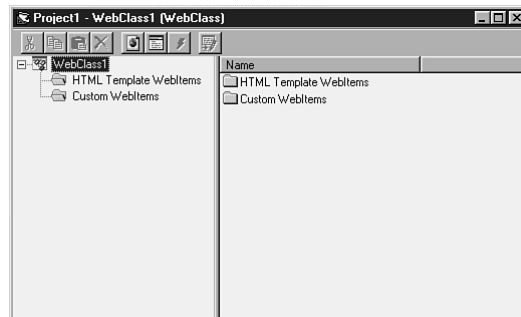 Project1 - WebClass1 (WebClass)
WebClass1
HTML Template WebItems
Custom WebItems
Name
HTML Template WebItems
Custom WebItems